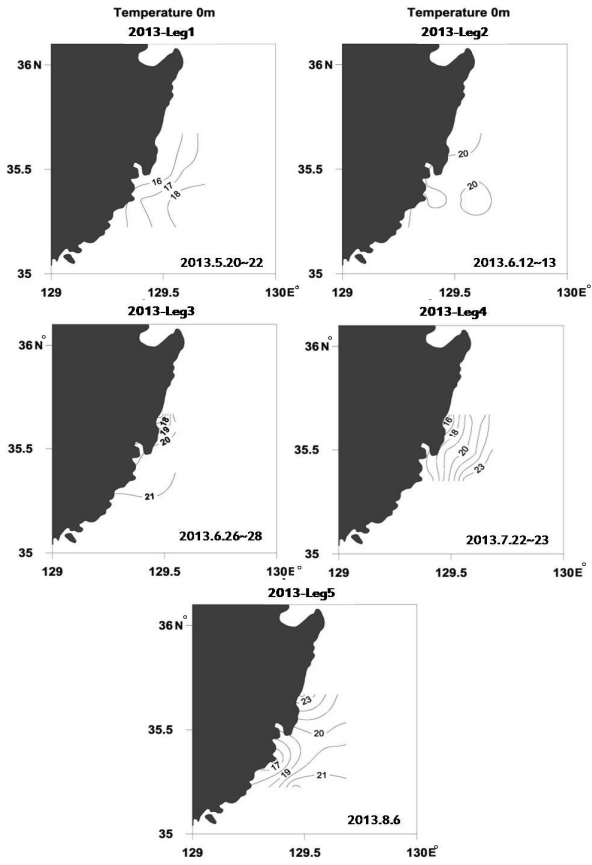 Temperature 0m
2013-Leg1
36N
35.5
35
129
129.5
130E°
16
17
18
2013.5.20~22
Temperature 0m
2013-Leg2
36N
35.5
35
129
129.5
130E°
20
20
2013.6.12~13
2013-Leg3
36N°
35.5
35
129
129.5
130E°
18
19
20
21
2013.6.26~28
2013-Leg4
36N°
35.5
35
129
129.5
130E°
16
18
20
23
2013.7.22~23
2013-Leg5
36N°
35.5
35
129
129.5
130E°
23
20
17
19
21
2013.8.6